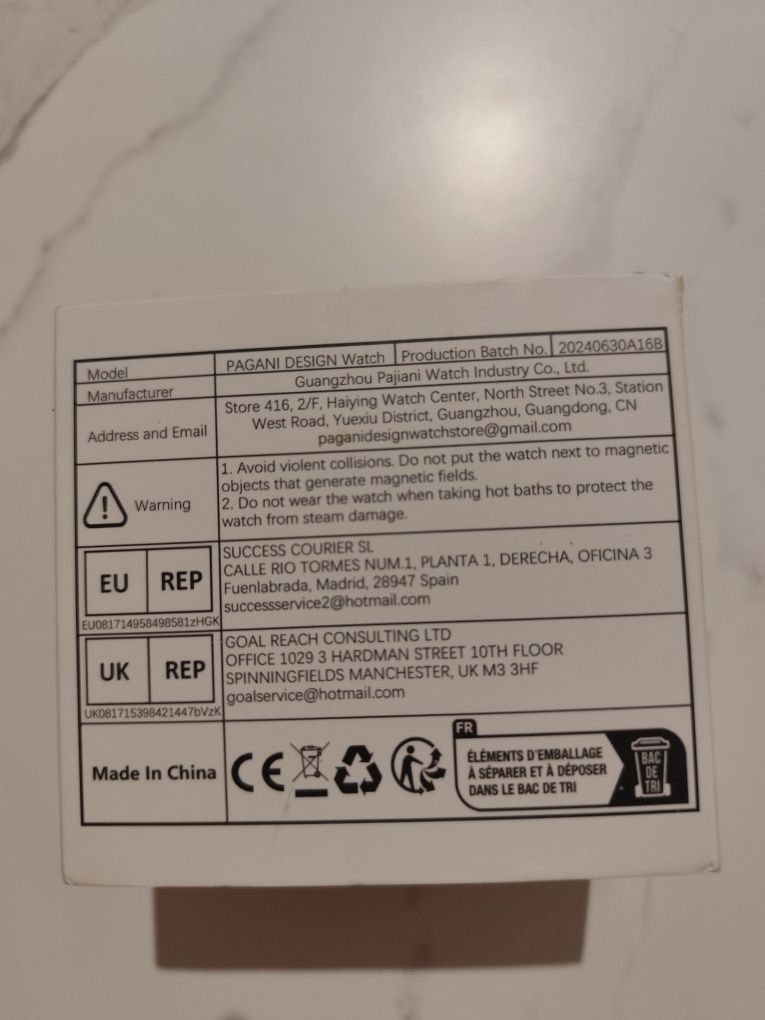 Model
PAGANI DESIGN Watch
Production Batch No.
20240630A16B
Manufacturer
Guangzhou Pajiani Watch Industry Co., Ltd.
Address and Email
Store 416, 2/F, Haiying Watch Center, North Street No.3, Station
West Road, Yuexiu District, Guangzhou, Guangdong, CN
paganidesignwatchstore@gmail.com
Warning
1. Avoid violent collisions. Do not put the watch next to magnetic
objects that generate magnetic fields.
2. Do not wear the watch when taking hot baths to protect the
watch from steam damage.
EU REP
EU081714958498581zHGK
SUCCESS COURIER SL
CALLE RIO TORMES NUM.1, PLANTA 1, DERECHA, OFICINA 3
Fuenlabrada, Madrid, 28947 Spain
successservice2@hotmail.com
UK REP
UK081715398421447bVzK
GOAL REACH CONSULTING LTD
OFFICE 1029 3 HARDMAN STREET 10TH FLOOR
SPINNINGFIELDS MANCHESTER, UK M3 3HF
goalservice@hotmail.com
Made In China
CE
FR
ÉLÉMENTS D'EMBALLAGE
À SÉPARER ET À DÉPOSER
DANS LE BAC DE TRI
BAC
DE
TRI